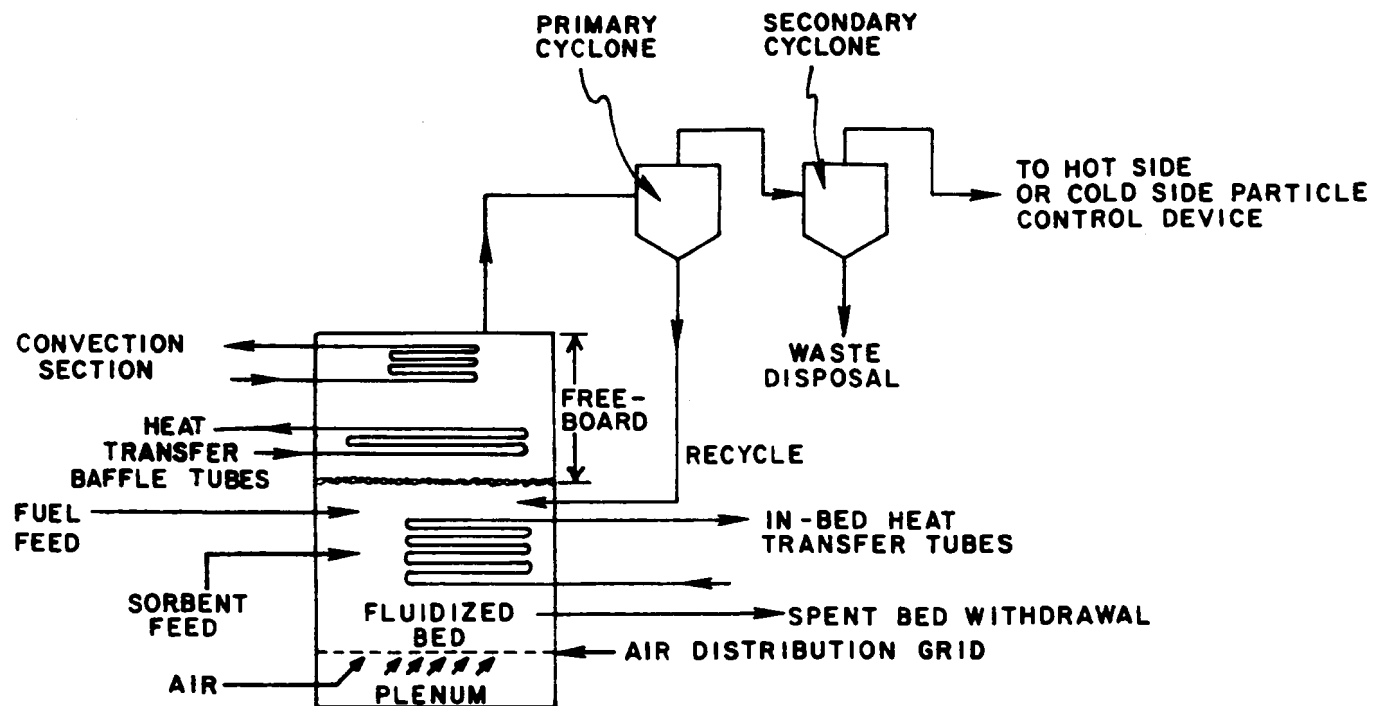 PRIMARY
CYCLONE
SECONDARY
CYCLONE
TO HOT SIDE
OR COLD SIDE PARTICLE
CONTROL DEVICE
WASTE
DISPOSAL
CONVECTION
SECTION
FREE-
BOARD
HEAT
TRANSFER
BAFFLE TUBES
RECYCLE
FUEL
FEED
IN-BED HEAT
TRANSFER TUBES
SORBENT
FEED
FLUIDIZED
BED
SPENT BED WITHDRAWAL
AIR DISTRIBUTION GRID
AIR
PLENUM